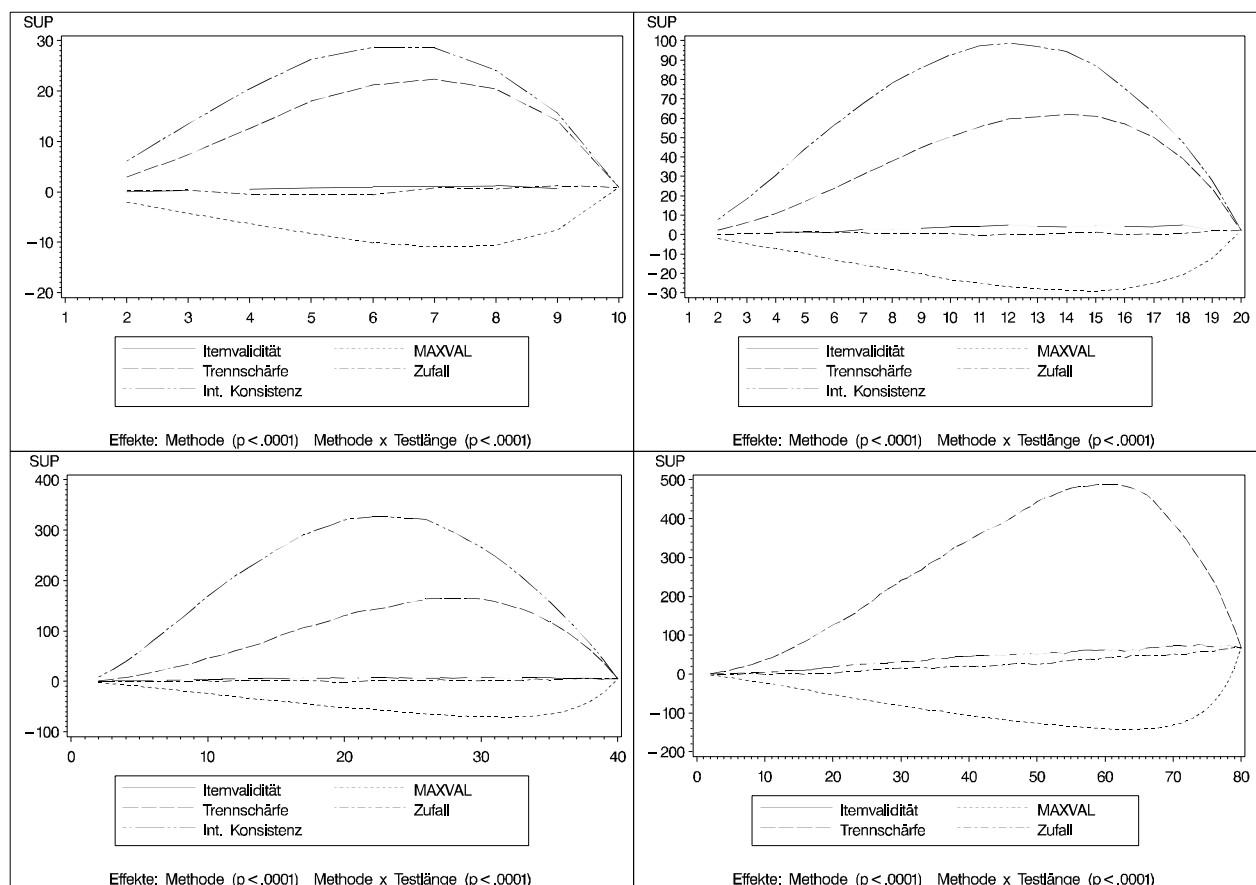 SUP
30
20
10
0
−10
−20
1 2 3 4 5 6 7 8 9 10
Itemvalidität MAXVAL
Trennschärfe Zufall
Int. Konsistenz
Effekte: Methode (p<.0001) Methode x Testlänge (p<.0001)
SUP
100
90
80
70
60
50
40
30
20
10
0
−10
−20
−30
1 2 3 4 5 6 7 8 9 10 11 12 13 14 15 16 17 18 19 20
Itemvalidität MAXVAL
Trennschärfe Zufall
Int. Konsistenz
Effekte: Methode (p<.0001) Methode x Testlänge (p<.0001)
SUP
400
300
200
100
0
−100
0 10 20 30 40
Itemvalidität MAXVAL
Trennschärfe Zufall
Int. Konsistenz
Effekte: Methode (p<.0001) Methode x Testlänge (p<.0001)
SUP
500
400
300
200
100
0
−100
−200
0 10 20 30 40 50 60 70 80
Itemvalidität MAXVAL
Trennschärfe Zufall
Effekte: Methode (p<.0001) Methode x Testlänge (p<.0001)